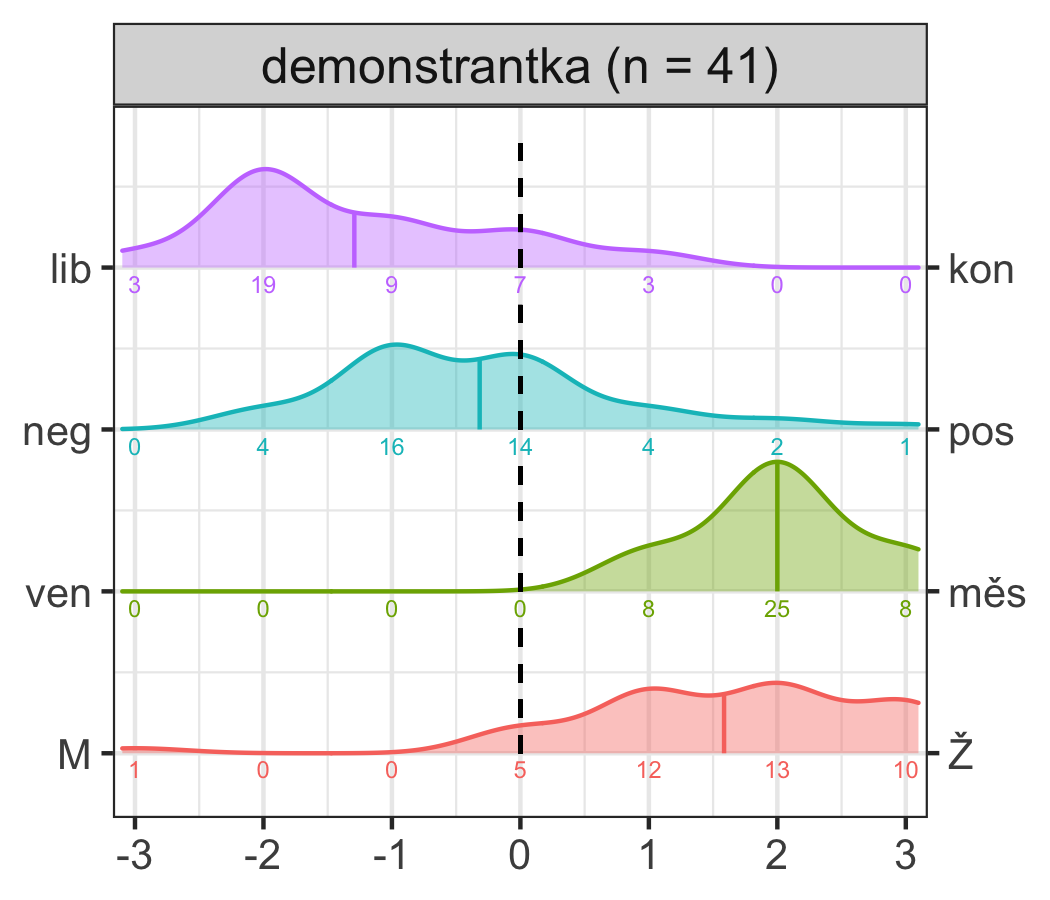 demonstrantka (n = 41)
lib kon
3 19 9 7 3 0 0
neg pos
0 4 16 14 4 2 1
ven měs
0 0 0 0 8 25 8
M Ž
1 0 0 5 12 13 10
-3 -2 -1 0 1 2 3